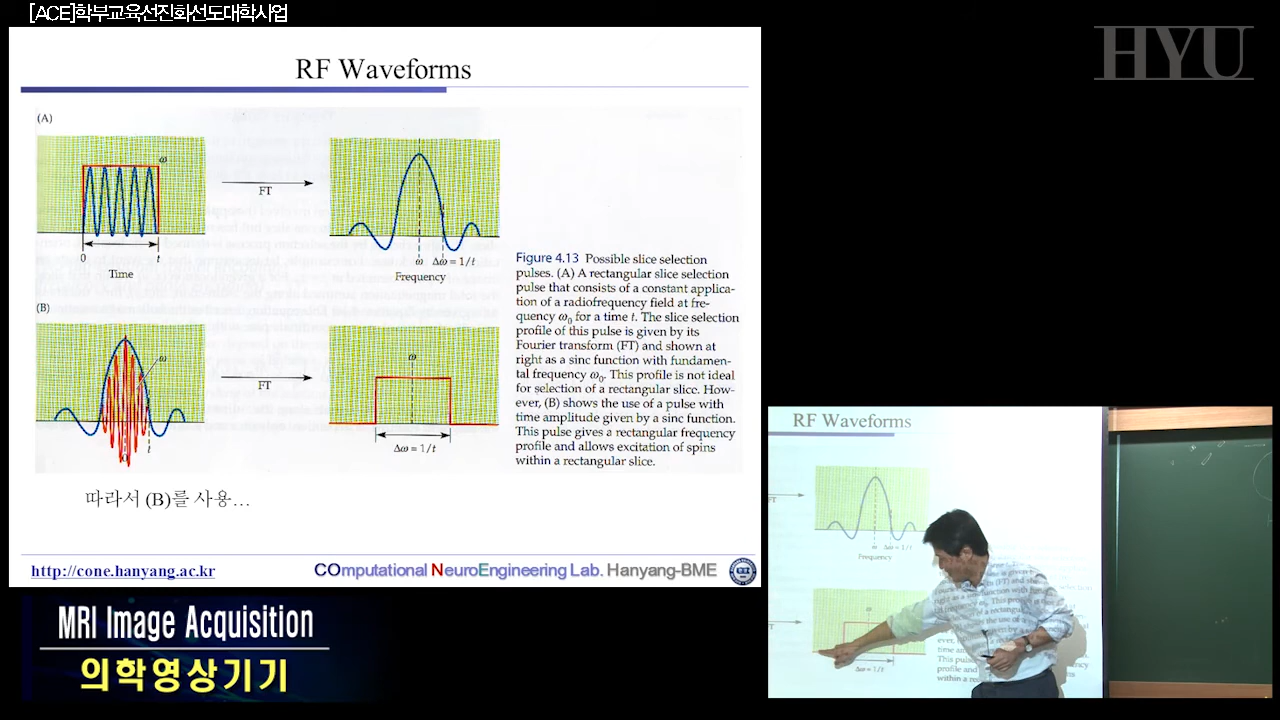 [ACE]학부교육선진화선도대학사업
HYU
RF Waveforms
(A)
ω
FT
0
t
Time
ω
Δω = 1/t
Frequency
(B)
ω
FT
t
ω
Δω = 1/t
Figure 4.13 Possible slice selection
pulses. (A) A rectangular slice selection
pulse that consists of a constant applica-
tion of a radiofrequency field at fre-
quency ω₀ for a time t. The slice selection
profile of this pulse is given by its
Fourier transform (FT) and shown at
right as a sinc function with fundamen-
tal frequency ω₀. This profile is not ideal
for selection of a rectangular slice. How-
ever, (B) shows the use of a pulse with
time amplitude given by a sinc function.
This pulse gives a rectangular frequency
profile and allows excitation of spins
within a rectangular slice.
따라서 (B)를 사용…
http://cone.hanyang.ac.kr
COmputational NeuroEngineering Lab. Hanyang-BME
MRI Image Acquisition
의학영상기기
RF Waveforms
FT
ω
Δω = 1/t
Frequency
ω
Δω = 1/t